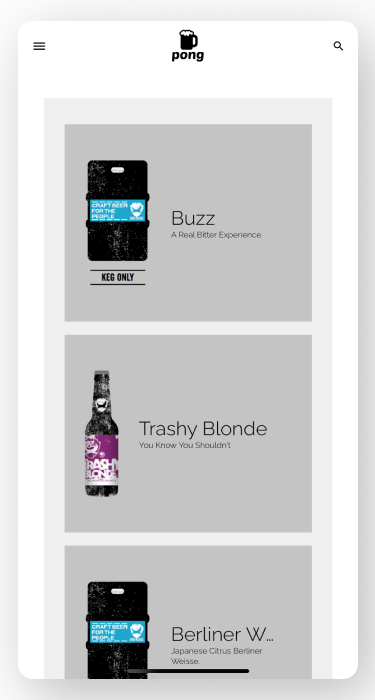 pong
CRAFT BEER
FOR THE
PEOPLE
KEG ONLY
Buzz
A Real Bitter Experience.
TRASHY
BLONDE
Trashy Blonde
You Know You Shouldn't
CRAFT BEER
FOR THE
PEOPLE
Berliner W...
Japanese Citrus Berliner
Weisse.